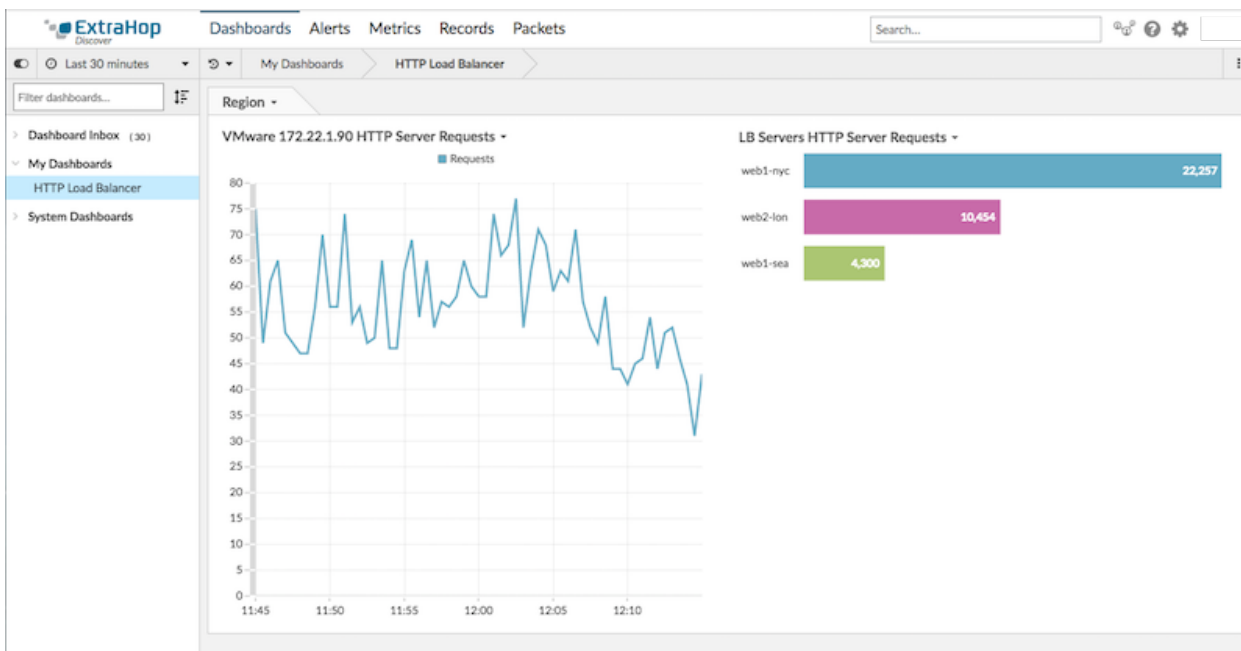 ExtraHop
Discover
Dashboards Alerts Metrics Records Packets
Search...
Last 30 minutes
My Dashboards
HTTP Load Balancer
Filter dashboards...
Dashboard Inbox (30)
My Dashboards
HTTP Load Balancer
System Dashboards
Region
VMware 172.22.1.90 HTTP Server Requests
Requests
80
75
70
65
60
55
50
45
40
35
30
25
20
15
10
5
0
11:45 11:50 11:55 12:00 12:05 12:10
LB Servers HTTP Server Requests
web1-nyc 22,257
web2-lon 10,454
web1-sea 4,300